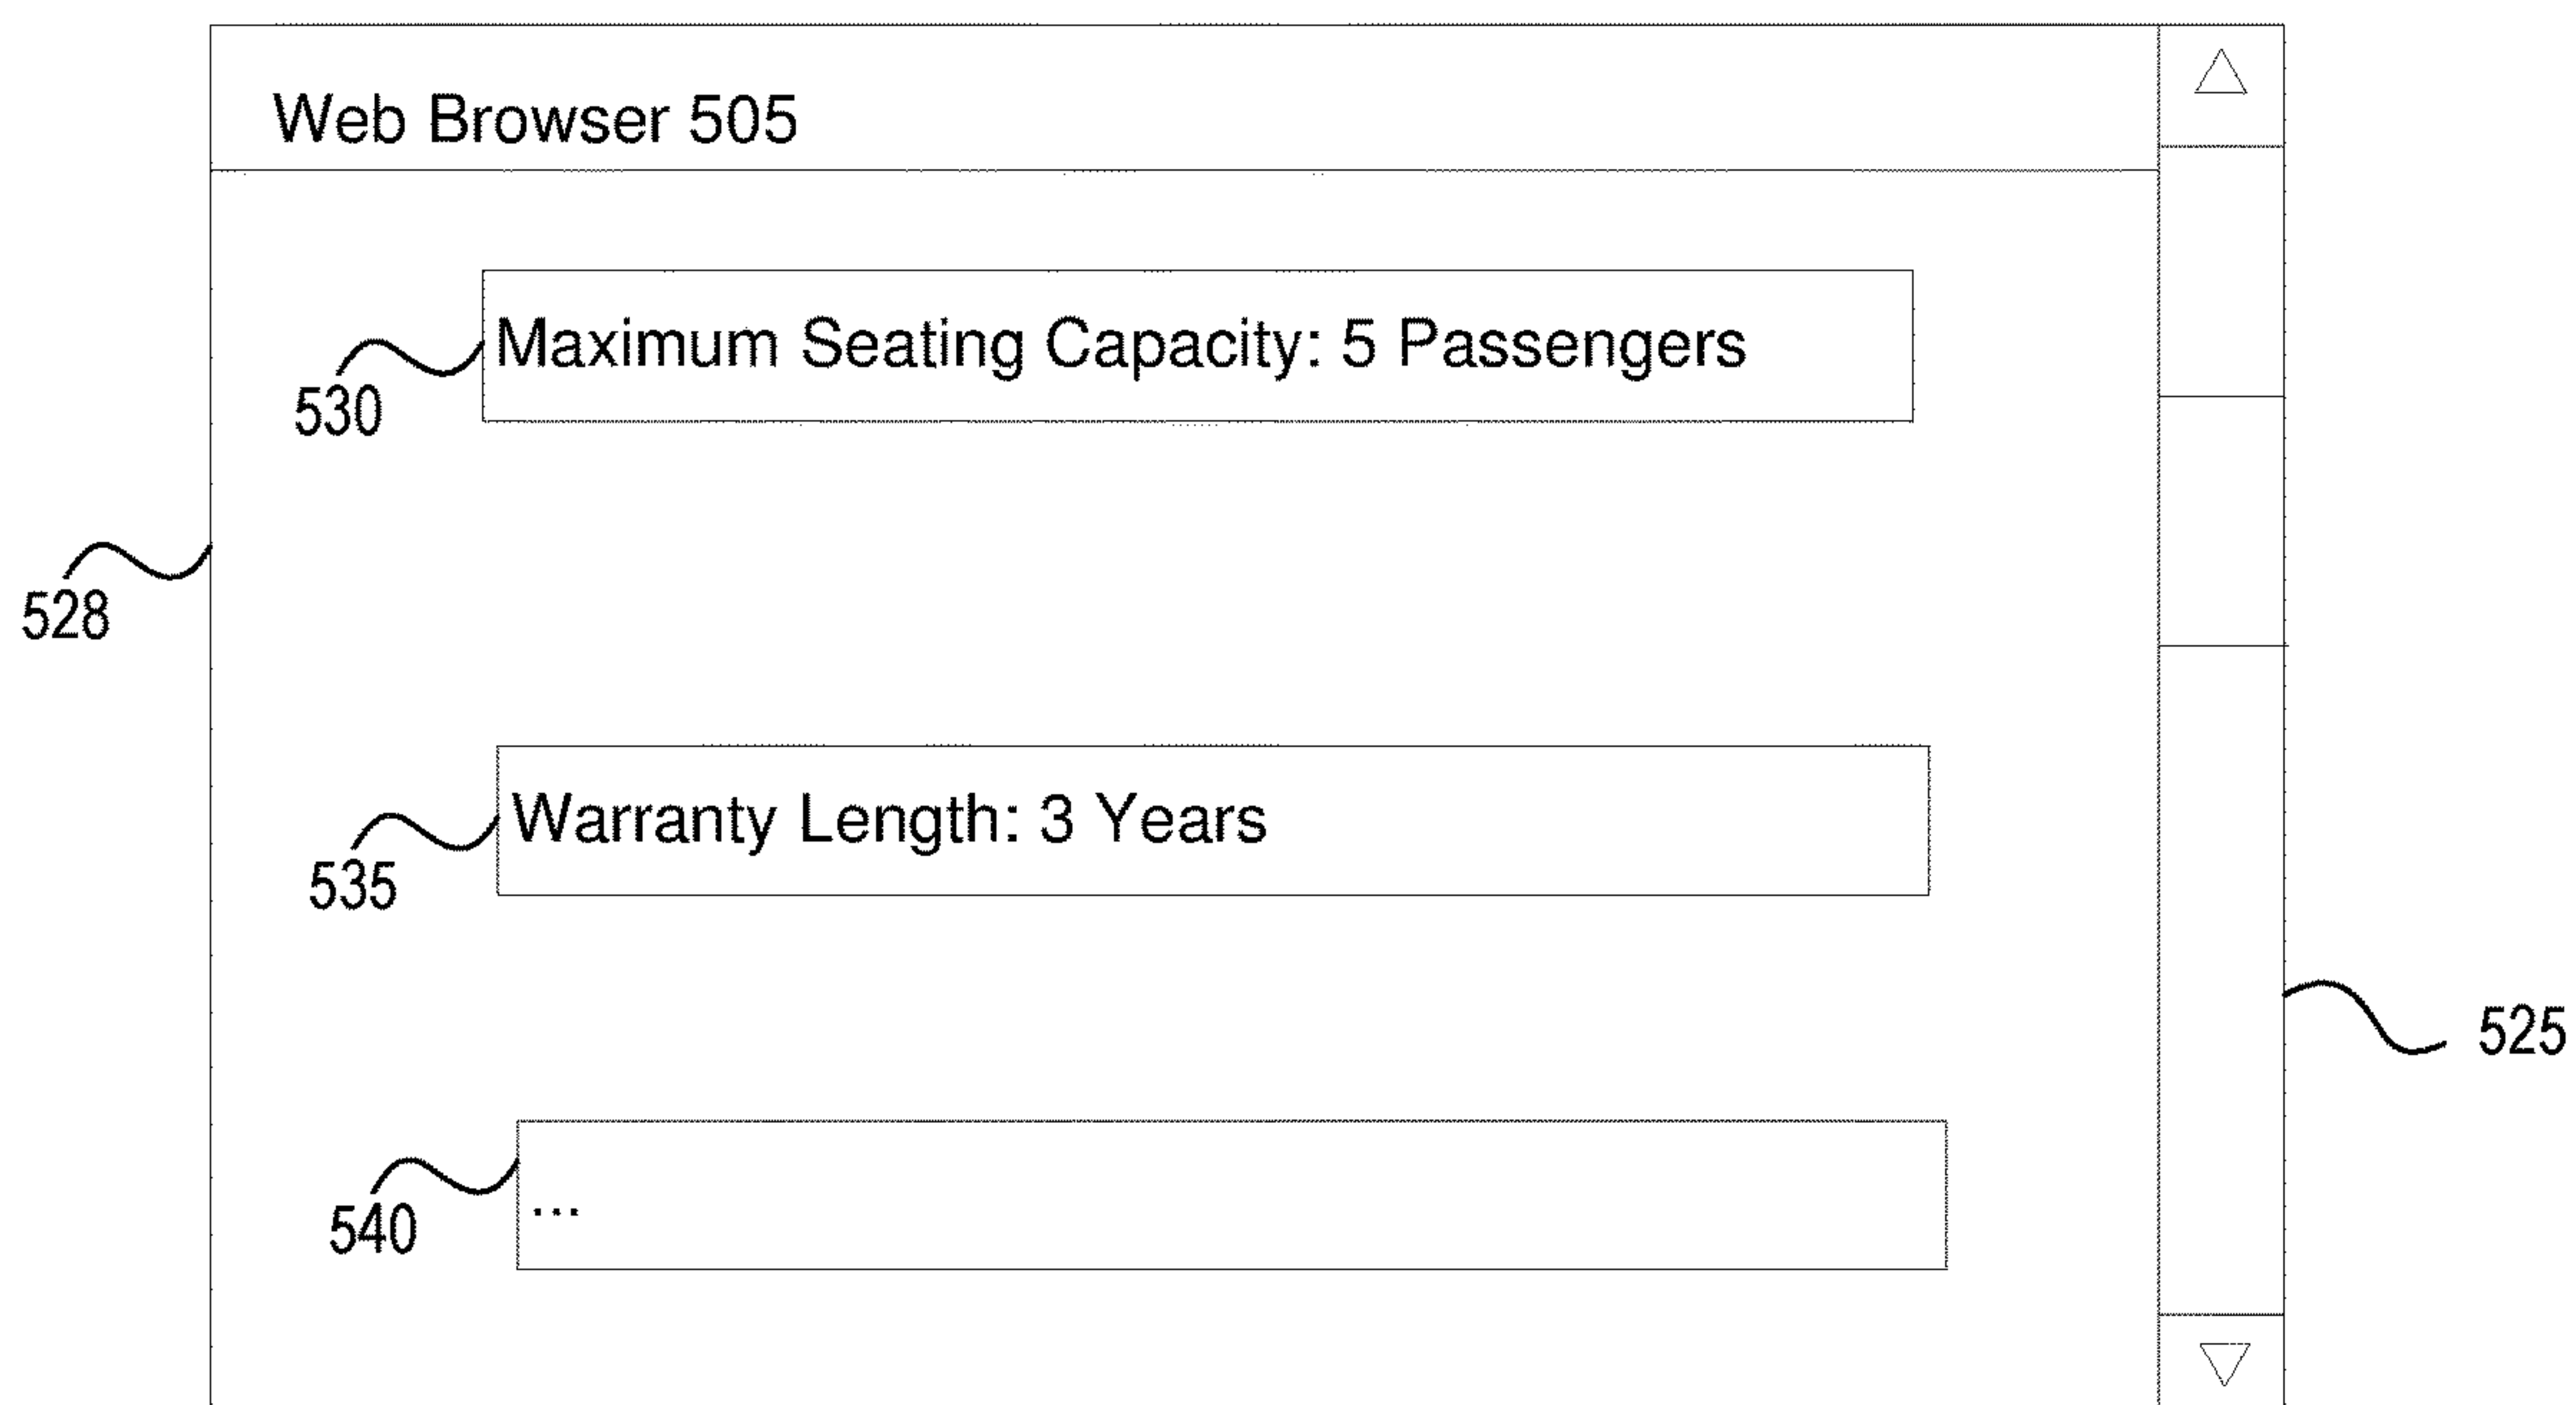 Web Browser 505
Maximum Seating Capacity: 5 Passengers
530
528
Warranty Length: 3 Years
535
525
...
540